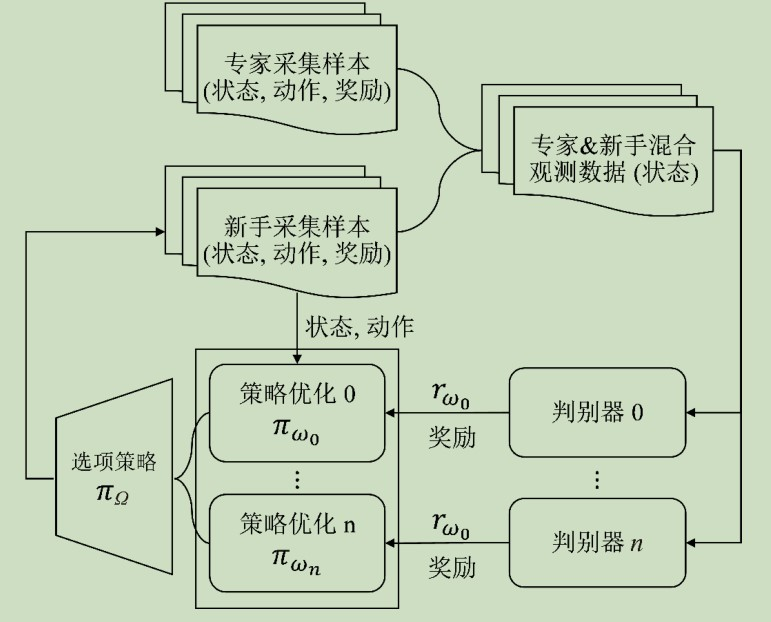 专家采集样本
(状态, 动作, 奖励)
专家&新手混合
观测数据 (状态)
新手采集样本
(状态, 动作, 奖励)
状态, 动作
策略优化 0
π_{ω_0}
r_{ω_0}
奖励
判别器 0
选项策略
π_Ω
⋮
⋮
策略优化 n
π_{ω_n}
r_{ω_0}
奖励
判别器 n